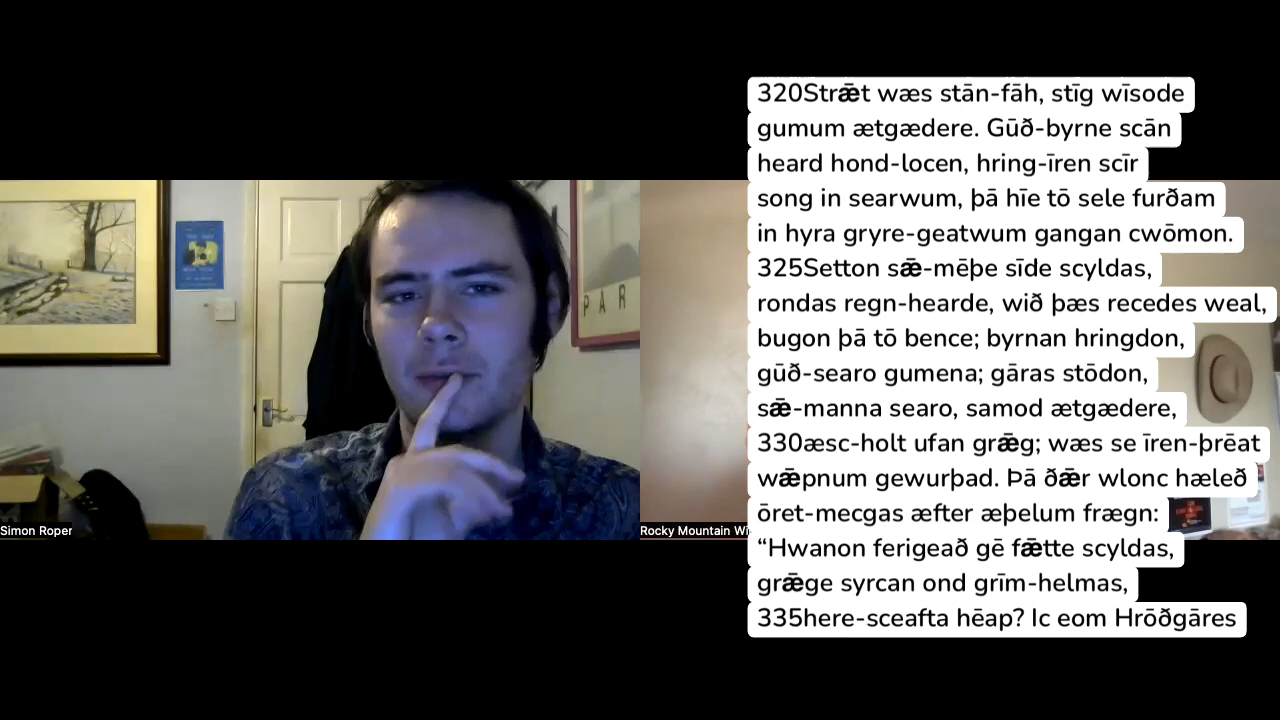 320Strǣt wæs stān-fāh, stīg wīsode
gumum ætgædere. Gūð-byrne scān
heard hond-locen, hring-īren scīr
song in searwum, þā hīe tō sele furðam
in hyra gryre-geatwum gangan cwōmon.
325Setton sǣ-mēþe sīde scyldas,
rondas regn-hearde, wið þæs recedes weal,
bugon þā tō bence; byrnan hringdon,
gūð-searo gumena; gāras stōdon,
sǣ-manna searo, samod ætgædere,
330æsc-holt ufan grǣg; wæs se īren-þrēat
wǣpnum gewurþad. Þā ðǣr wlonc hæleð
ōret-mecgas æfter æþelum frægn:
“Hwanon ferigeað gē fǣtte scyldas,
grǣge syrcan ond grīm-helmas,
335here-sceafta hēap? Ic eom Hrōðgāres
PAR
Simon Roper
Rocky Mountain Wi